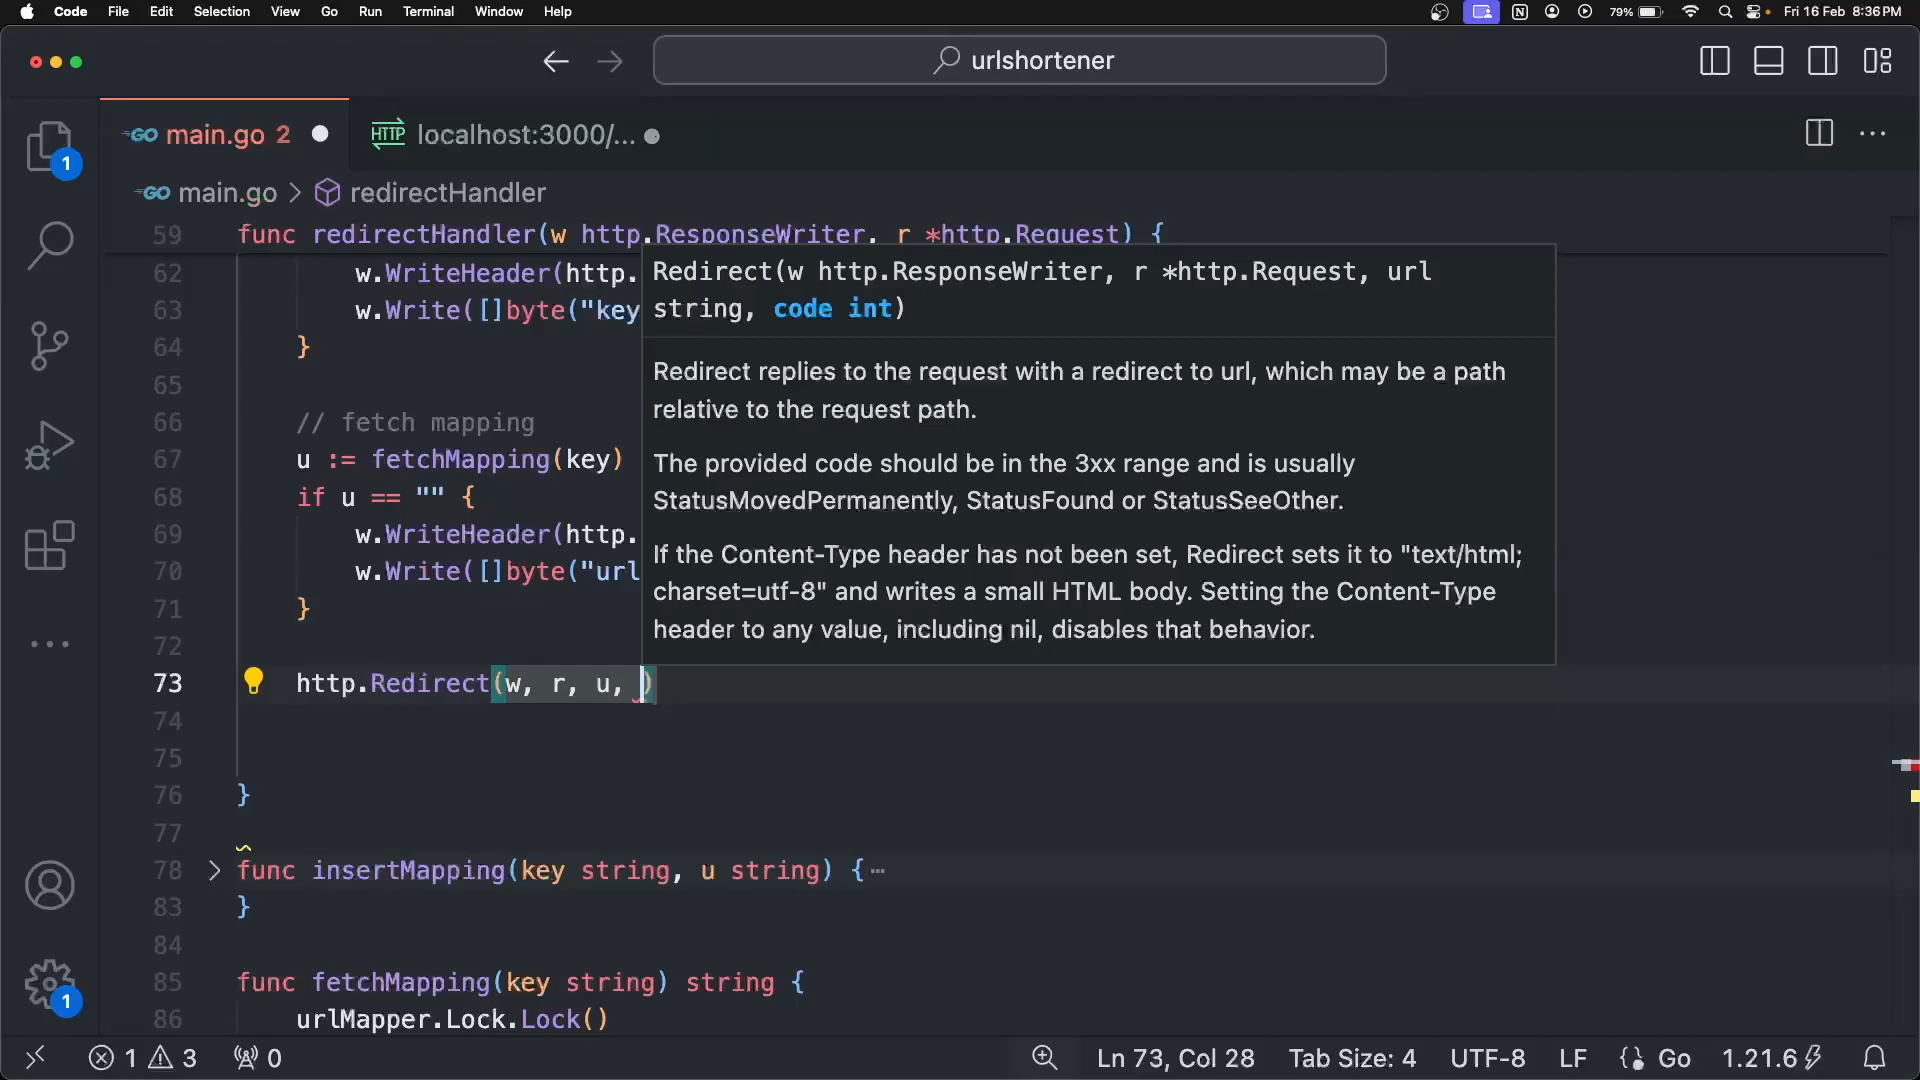 Code File Edit Selection View Go Run Terminal Window Help 79% Fri 16 Feb 8:36 PM
urlshortener
GO main.go 2 HTTP localhost:3000/...
GO main.go > redirectHandler
59 func redirectHandler(w http.ResponseWriter, r *http.Request) {
62 w.WriteHeader(http.
63 w.Write([]byte("key
64 }
65
66 // fetch mapping
67 u := fetchMapping(key)
68 if u == "" {
69 w.WriteHeader(http.
70 w.Write([]byte("url
71 }
72
73 http.Redirect(w, r, u, )
74
75
76 }
77
78 func insertMapping(key string, u string) {⋯
83 }
84
85 func fetchMapping(key string) string {
86 urlMapper.Lock.Lock()
Redirect(w http.ResponseWriter, r *http.Request, url
string, code int)
Redirect replies to the request with a redirect to url, which may be a path
relative to the request path.
The provided code should be in the 3xx range and is usually
StatusMovedPermanently, StatusFound or StatusSeeOther.
If the Content-Type header has not been set, Redirect sets it to "text/html;
charset=utf-8" and writes a small HTML body. Setting the Content-Type
header to any value, including nil, disables that behavior.
1
1
1 3 0 Ln 73, Col 28 Tab Size: 4 UTF-8 LF {} Go 1.21.6